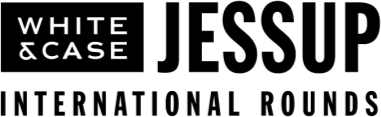 WHITE
& CASE
JESSUP
INTERNATIONAL ROUNDS